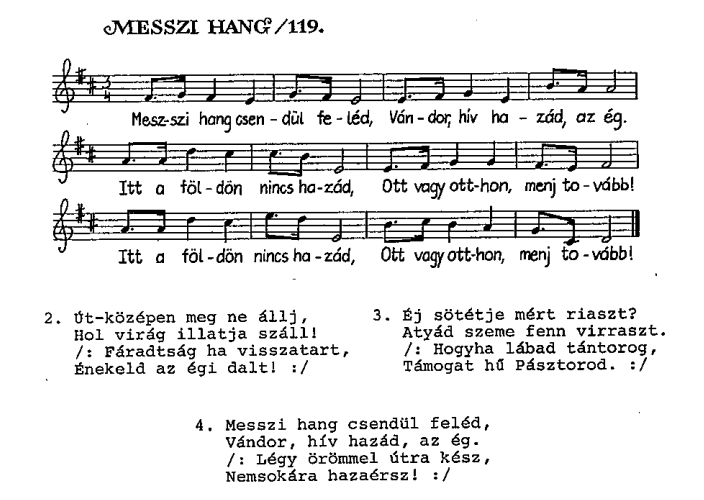 MESSZI HANG/119.
3
4
Mesz-szi hang csen-dül fe-léd, Ván-dor, hív ha-zád, az ég.
Itt a föl-dön nincs ha-zád, Ott vagy ott-hon, menj to-vább!
Itt a föl-dön nincs ha-zád, Ott vagy ott-hon, menj to-vább!
2. Út-középen meg ne állj,
Hol virág illatja száll!
/: Fáradtság ha visszatart,
Énekeld az égi dalt! :/
3. Éj sötétje mért riaszt?
Atyád szeme fenn virraszt.
/: Hogyha lábad tántorog,
Támogat hű Pásztorod. :/
4. Messzi hang csendül feléd,
Vándor, hív hazád, az ég.
/: Légy örömmel útra kész,
Nemsokára hazaérsz! :/